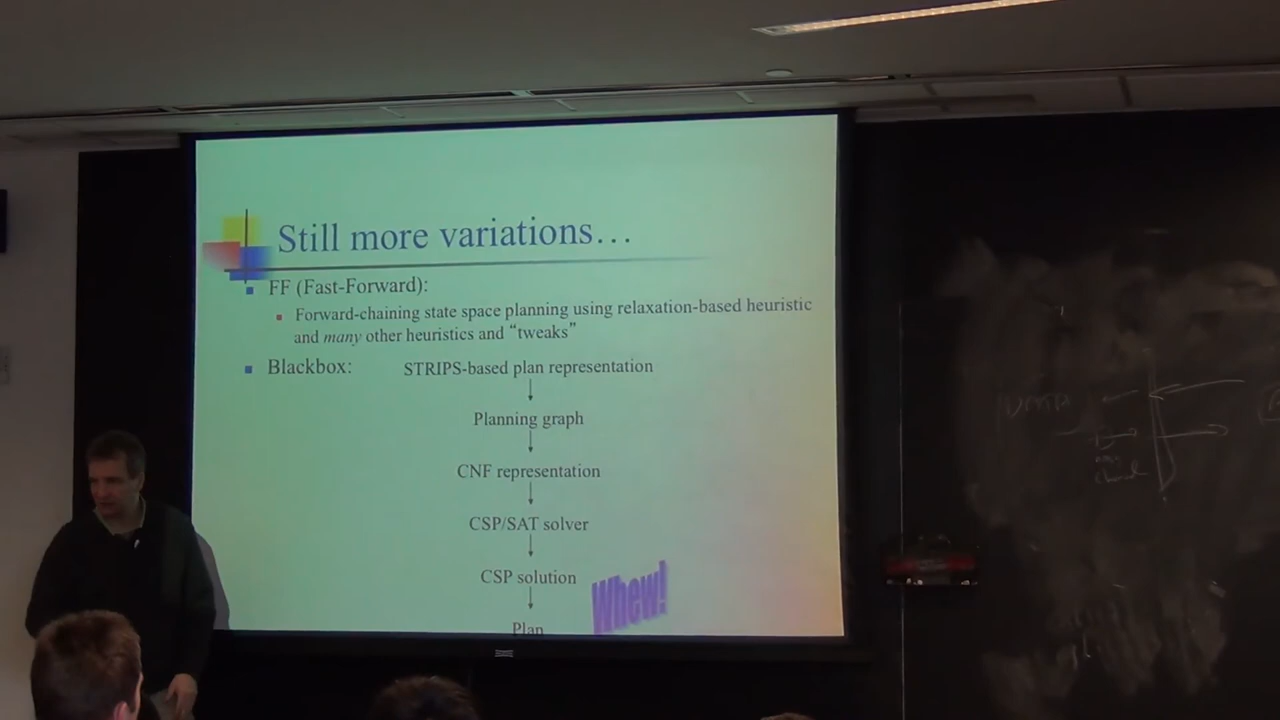 Still more variations…
FF (Fast-Forward):
Forward-chaining state space planning using relaxation-based heuristic
and many other heuristics and “tweaks”
Blackbox: STRIPS-based plan representation
Planning graph
CNF representation
CSP/SAT solver
CSP solution
Whew!
Plan